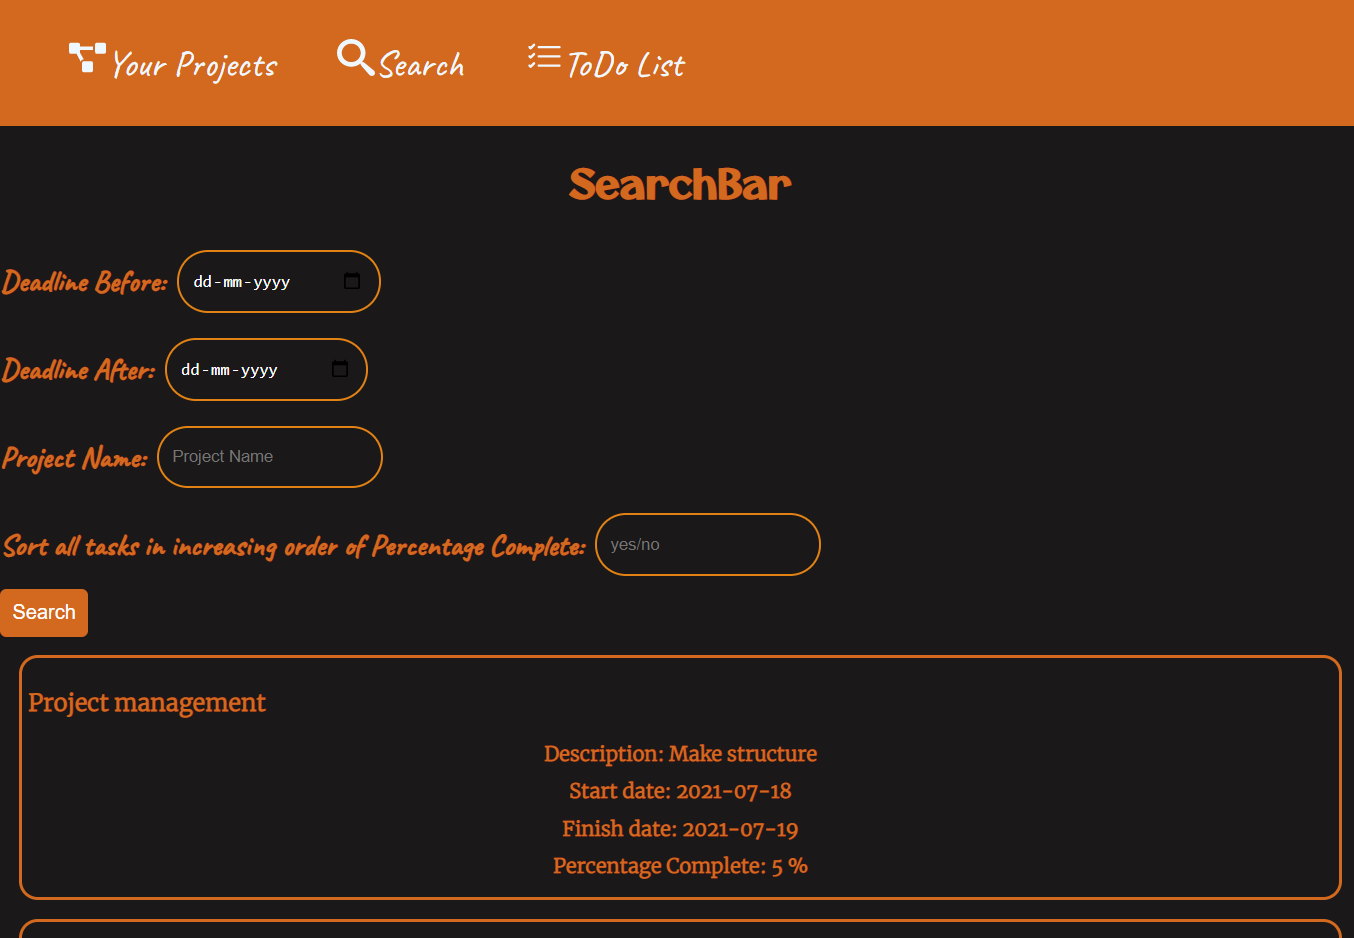 Your Projects Search ToDo List
SearchBar
Deadline Before: dd-mm-yyyy
Deadline After: dd-mm-yyyy
Project Name: Project Name
Sort all tasks in increasing order of Percentage Complete: yes/no
Search
Project management
Description: Make structure
Start date: 2021-07-18
Finish date: 2021-07-19
Percentage Complete: 5 %